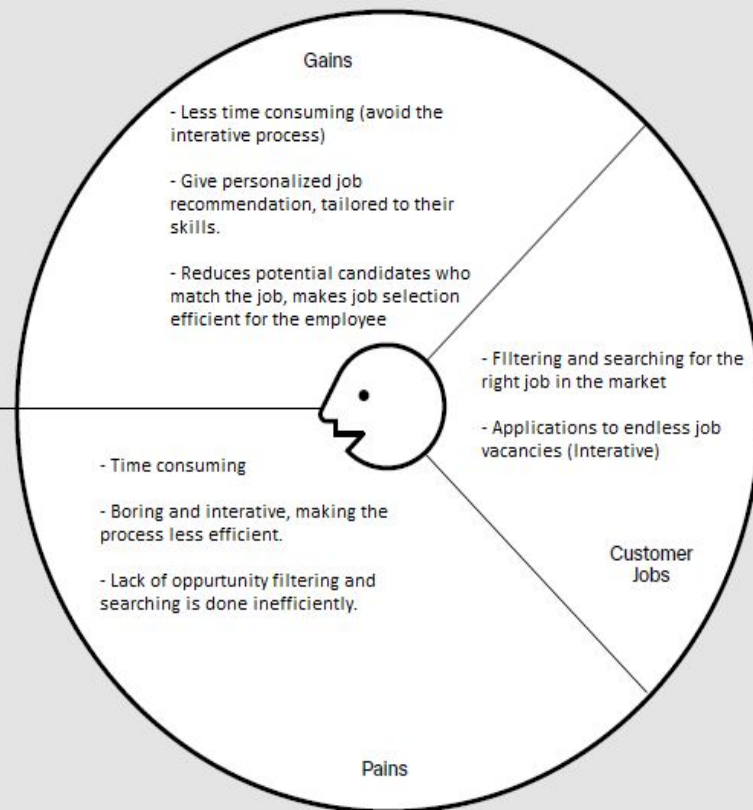 Gains
- Less time consuming (avoid the
interative process)
- Give personalized job
recommendation, tailored to their
skills.
- Reduces potential candidates who
match the job, makes job selection
efficient for the employee
- FIltering and searching for the
right job in the market
- Applications to endless job
vacancies (Interative)
Customer
Jobs
- Time consuming
- Boring and interative, making the
process less efficient.
- Lack of oppurtunity filtering and
searching is done inefficiently.
Pains